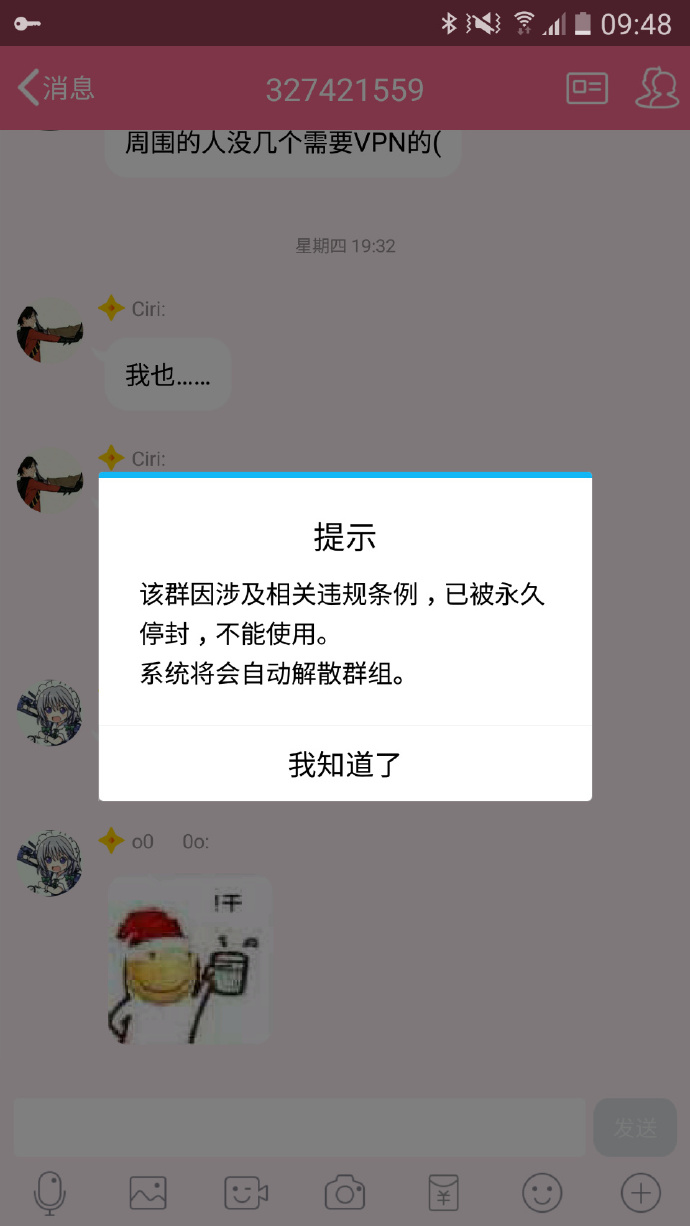 09:48
消息
327421559
周围的人没几个需要VPN的(
星期四 19:32
Ciri:
我也……
Ciri:
提示
该群因涉及相关违规条例，已被永久
停封，不能使用。
系统将会自动解散群组。
我知道了
o0 0o:
!干
发送